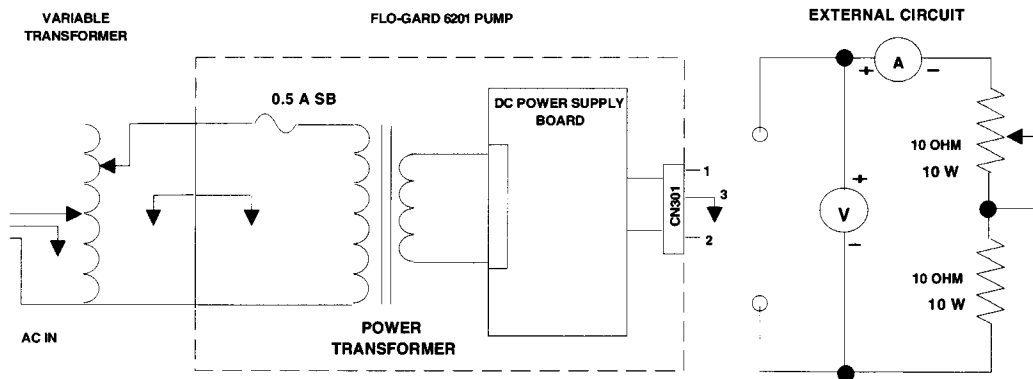 VARIABLE
TRANSFORMER
FLO-GARD 6201 PUMP
EXTERNAL CIRCUIT
0.5 A SB
DC POWER SUPPLY
BOARD
CN301
1
3
2
+
A
−
10 OHM
10 W
+
V
−
10 OHM
10 W
AC IN
POWER
TRANSFORMER